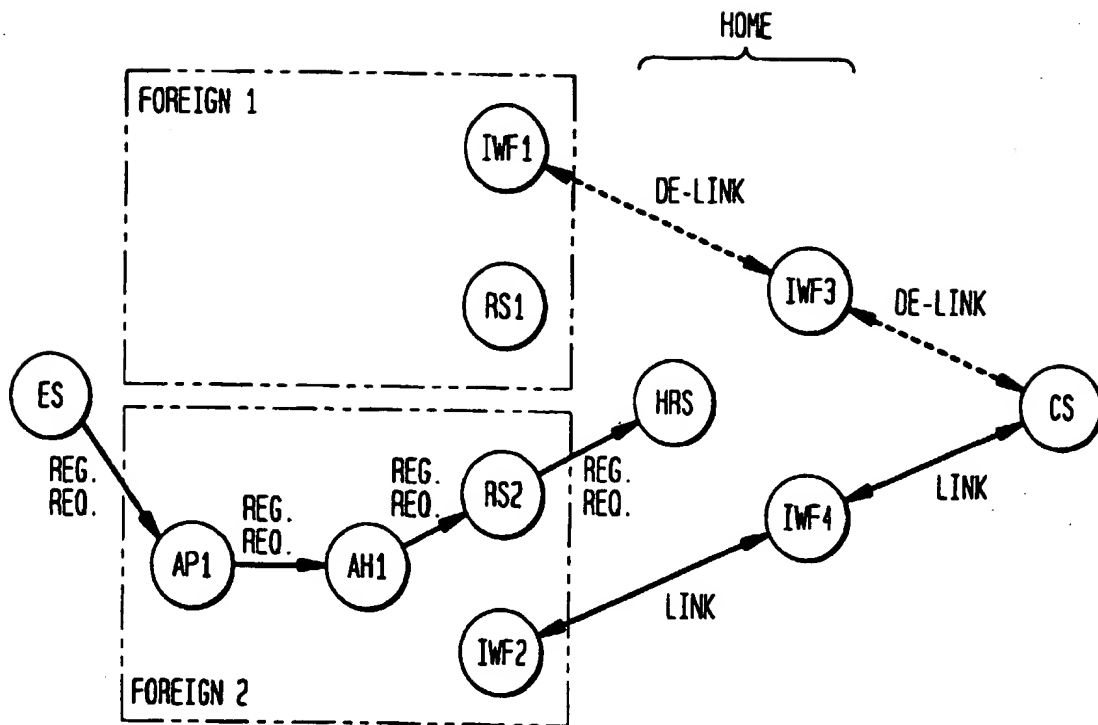 HOME
FOREIGN 1
IWF1
DE-LINK
RS1
IWF3
DE-LINK
ES
HRS
CS
REG.
REQ.
REG.
REQ.
REG.
REQ.
RS2
REG.
REQ.
LINK
IWF4
AP1
AH1
LINK
IWF2
FOREIGN 2